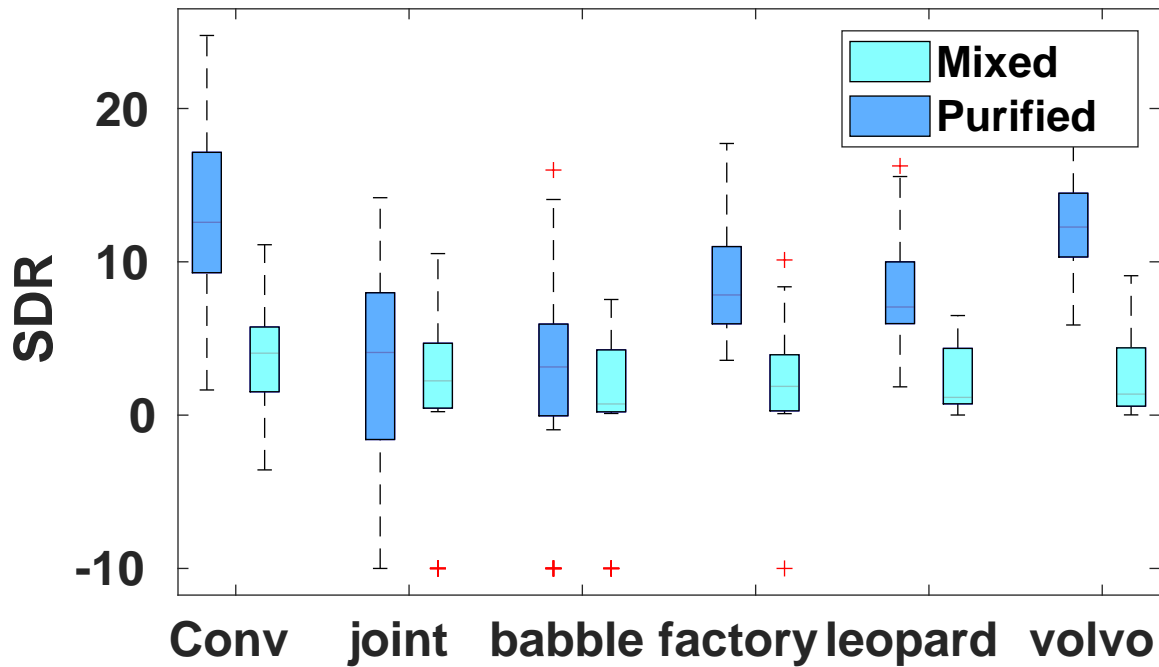 Mixed
Purified
SDR
20
10
0
-10
Conv joint babble factory leopard volvo